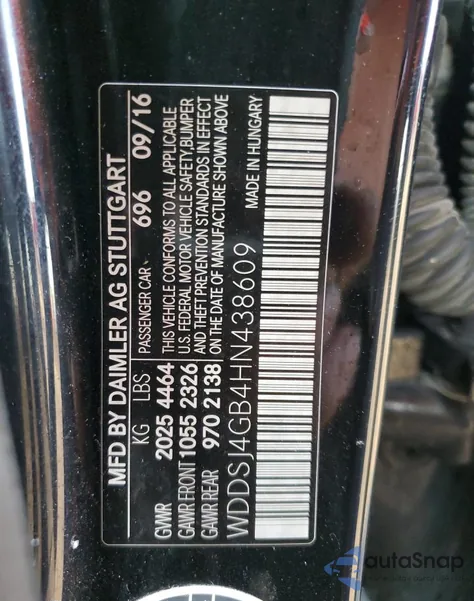 MFD BY DAIMLER AG STUTTGART
KG LBS PASSENGER CAR 696 09/16
GWR 2025 4464 THIS VEHICLE CONFORMS TO ALL APPLICABLE
GAWR FRONT 1055 2326 U.S. FEDERAL MOTOR VEHICLE SAFETY,BUMPER
GAWR REAR 970 2138 AND THEFT PREVENTION STANDARDS IN EFFECT
ON THE DATE OF MANUFACTURE SHOWN ABOVE
WDDSJ4GB4HN438609 MADE IN HUNGARY
autaSnap